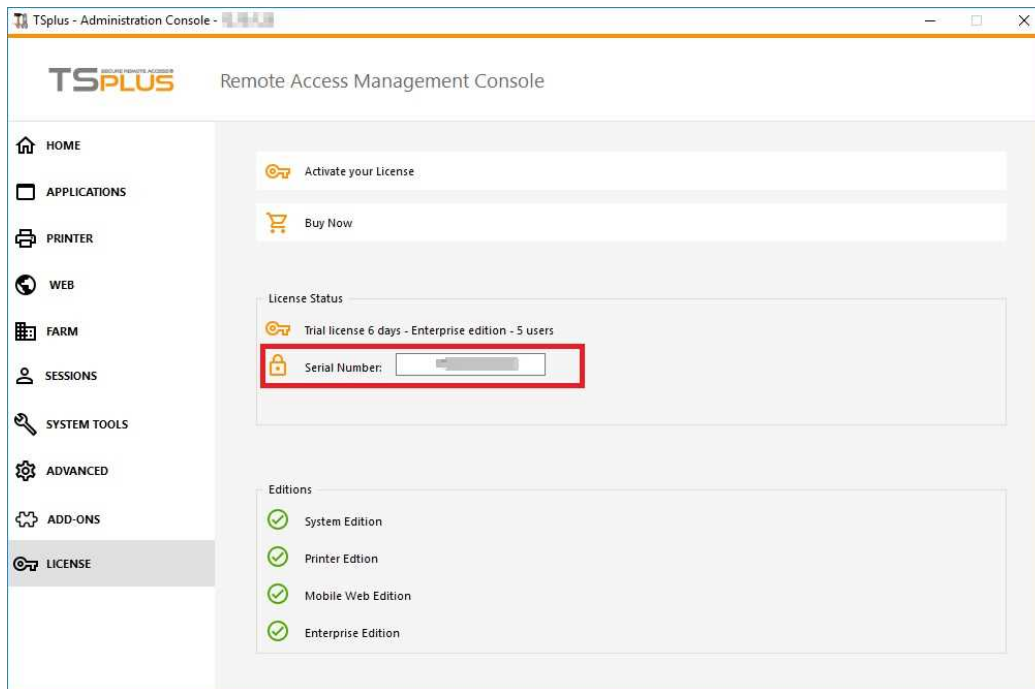 TSplus - Administration Console -
TSPLUS
SECURE REMOTE ACCESS
Remote Access Management Console
HOME
APPLICATIONS
PRINTER
WEB
FARM
SESSIONS
SYSTEM TOOLS
ADVANCED
ADD-ONS
LICENSE
Activate your License
Buy Now
License Status
Trial license 6 days - Enterprise edition - 5 users
Serial Number:
Editions
System Edition
Printer Edtion
Mobile Web Edition
Enterprise Edition